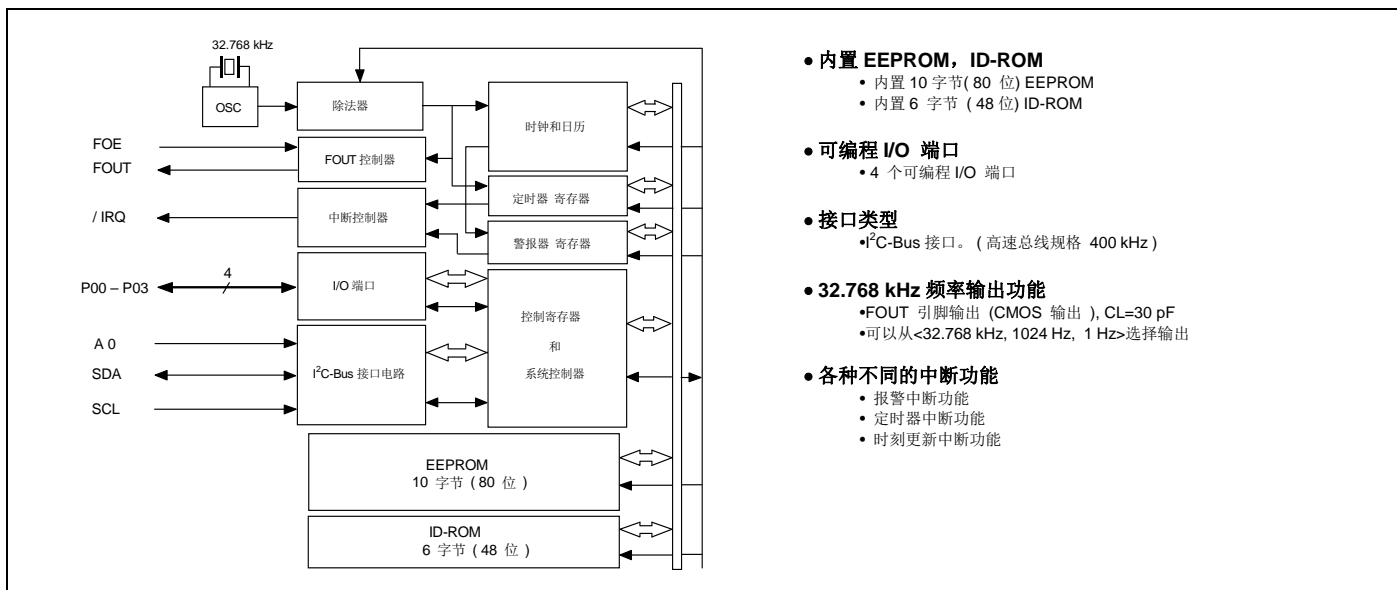 32.768 kHz
OSC
除法器
时钟和日历
FOE
FOUT
FOUT 控制器
定时器 寄存器
/ IRQ
中断控制器
警报器 寄存器
4
P00 – P03
I/O 端口
控制寄存器
和
系统控制器
A 0
SDA
SCL
I²C-Bus 接口电路
EEPROM
10 字节 ( 80 位 )
ID-ROM
6 字节 ( 48 位 )
● 内置 EEPROM，ID-ROM
• 内置 10 字节( 80 位) EEPROM
• 内置 6 字节 ( 48 位) ID-ROM
● 可编程 I/O 端口
• 4 个可编程 I/O 端口
● 接口类型
•I²C-Bus 接口。 ( 高速总线规格 400 kHz )
● 32.768 kHz 频率输出功能
•FOUT 引脚输出 (CMOS 输出 ), CL=30 pF
•可以从<32.768 kHz, 1024 Hz, 1 Hz>选择输出
● 各种不同的中断功能
• 报警中断功能
• 定时器中断功能
• 时刻更新中断功能